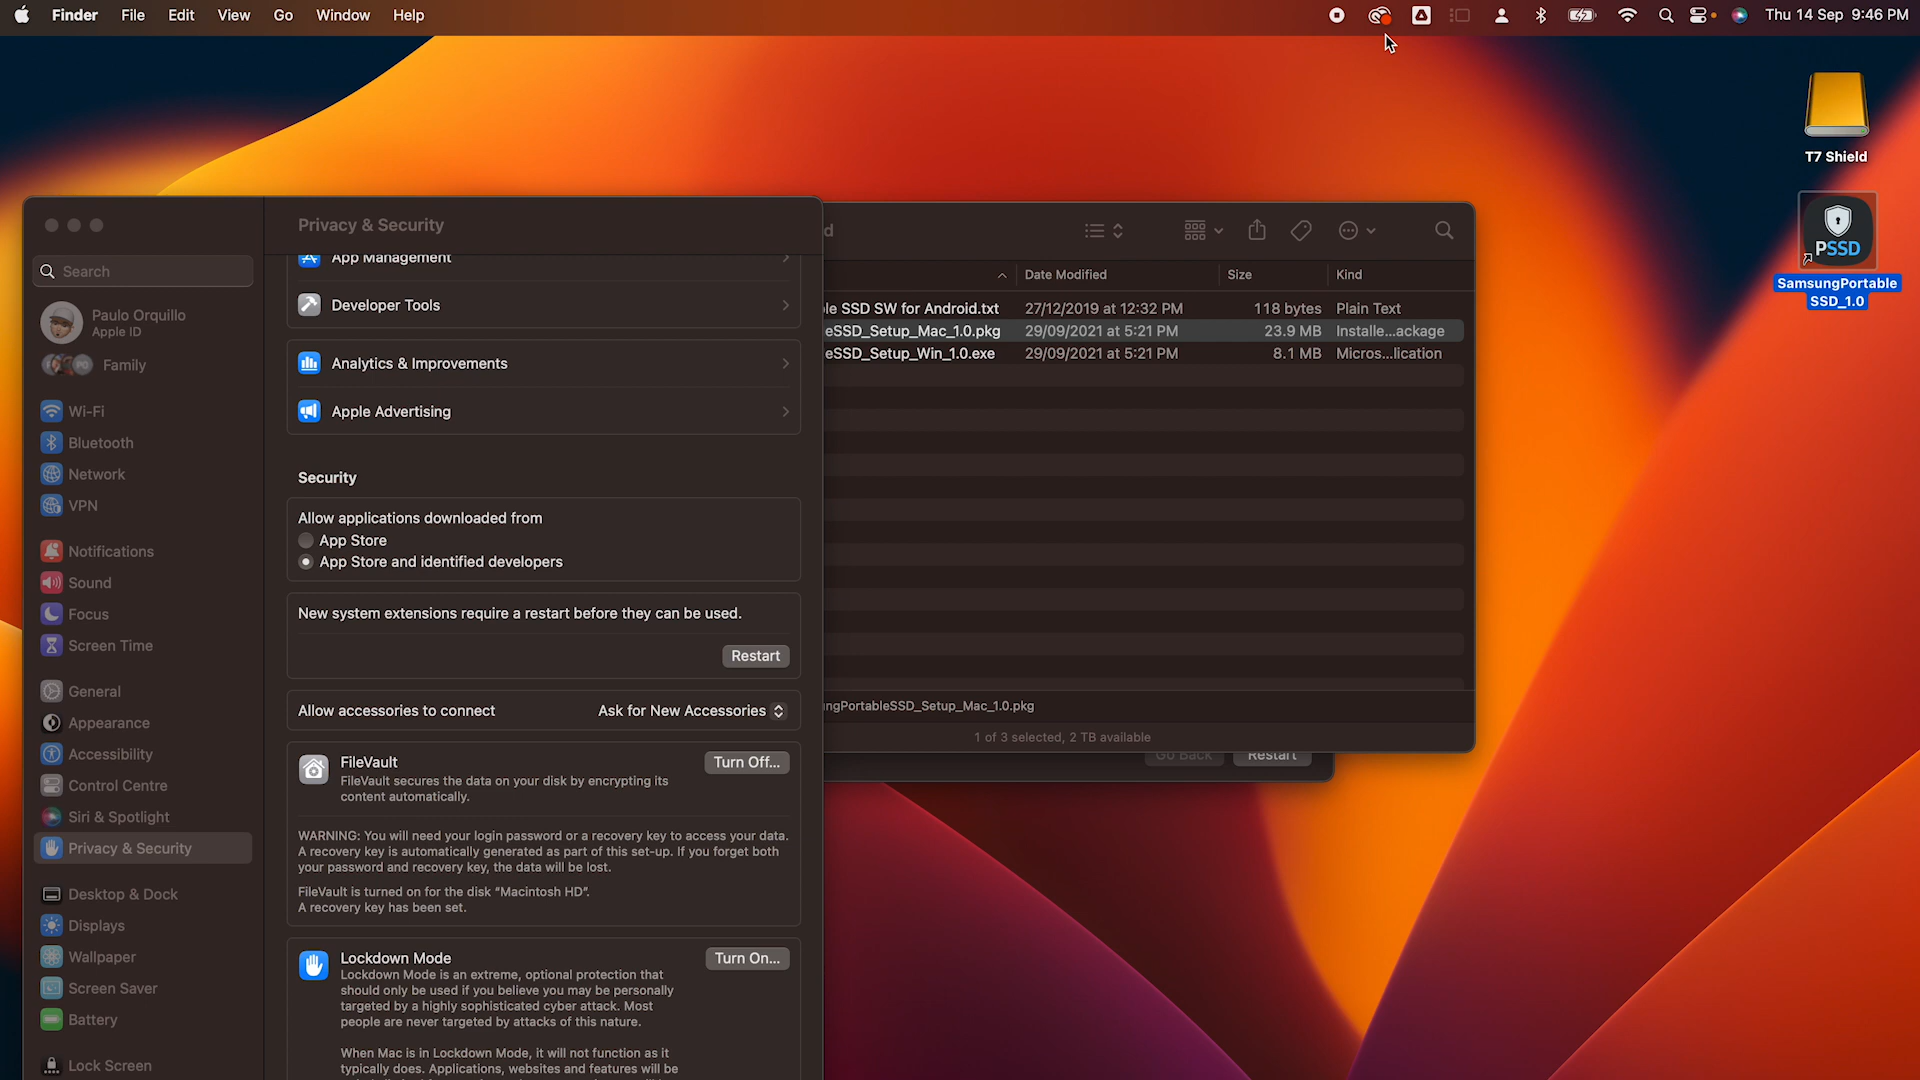 Finder File Edit View Go Window Help
Thu 14 Sep 9:46 PM
T7 Shield
PSSD
SamsungPortable
SSD_1.0
Privacy & Security
Search
Paulo Orquillo
Apple ID
PO
Family
Wi-Fi
Bluetooth
Network
VPN
Notifications
Sound
Focus
Screen Time
General
Appearance
Accessibility
Control Centre
Siri & Spotlight
Privacy & Security
Desktop & Dock
Displays
Wallpaper
Screen Saver
Battery
Lock Screen
App Management
Developer Tools
Analytics & Improvements
Apple Advertising
Security
Allow applications downloaded from
App Store
App Store and identified developers
New system extensions require a restart before they can be used.
Restart
Allow accessories to connect Ask for New Accessories
FileVault Turn Off...
FileVault secures the data on your disk by encrypting its
content automatically.
WARNING: You will need your login password or a recovery key to access your data.
A recovery key is automatically generated as part of this set-up. If you forget both
your password and recovery key, the data will be lost.
FileVault is turned on for the disk "Macintosh HD".
A recovery key has been set.
Lockdown Mode Turn On...
Lockdown Mode is an extreme, optional protection that
should only be used if you believe you may be personally
targeted by a highly sophisticated cyber attack. Most
people are never targeted by attacks of this nature.
When Mac is in Lockdown Mode, it will not function as it
typically does. Applications, websites and features will be
d
Date Modified Size Kind
le SSD SW for Android.txt 27/12/2019 at 12:32 PM 118 bytes Plain Text
eSSD_Setup_Mac_1.0.pkg 29/09/2021 at 5:21 PM 23.9 MB Installe...ackage
eSSD_Setup_Win_1.0.exe 29/09/2021 at 5:21 PM 8.1 MB Micros...lication
ngPortableSSD_Setup_Mac_1.0.pkg
1 of 3 selected, 2 TB available
Go Back Restart